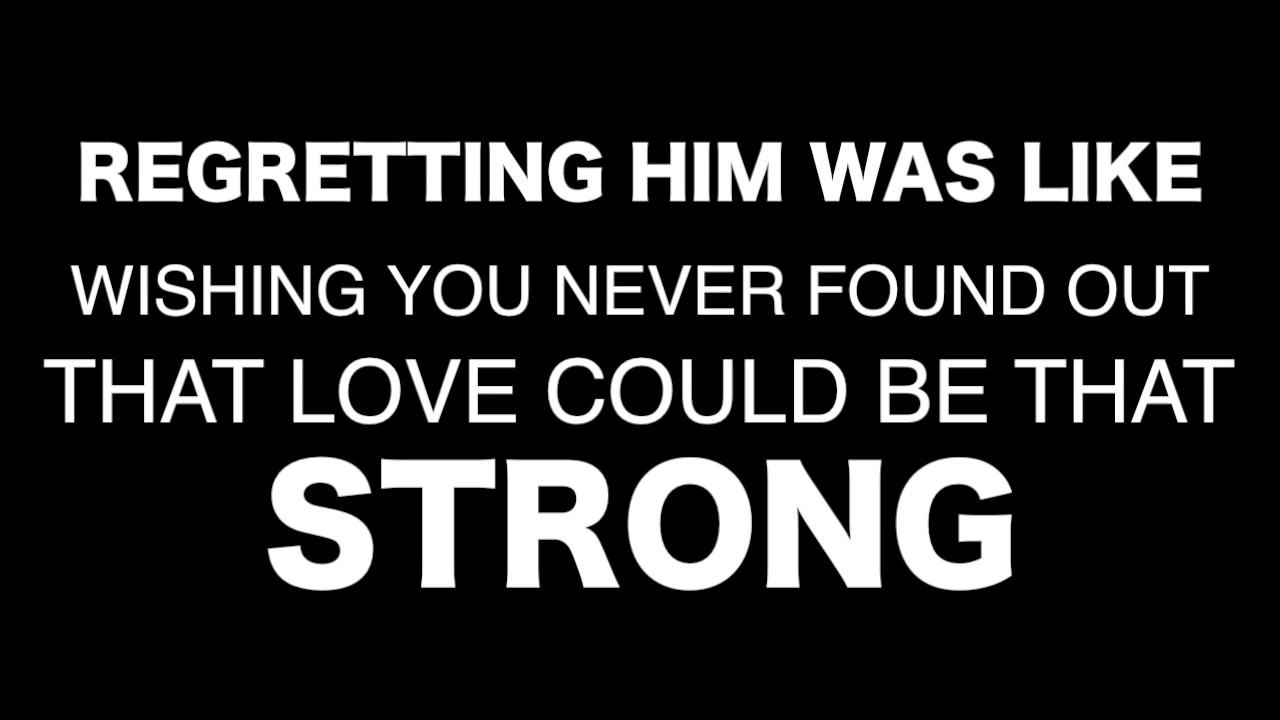 REGRETTING HIM WAS LIKE
WISHING YOU NEVER FOUND OUT
THAT LOVE COULD BE THAT
STRONG